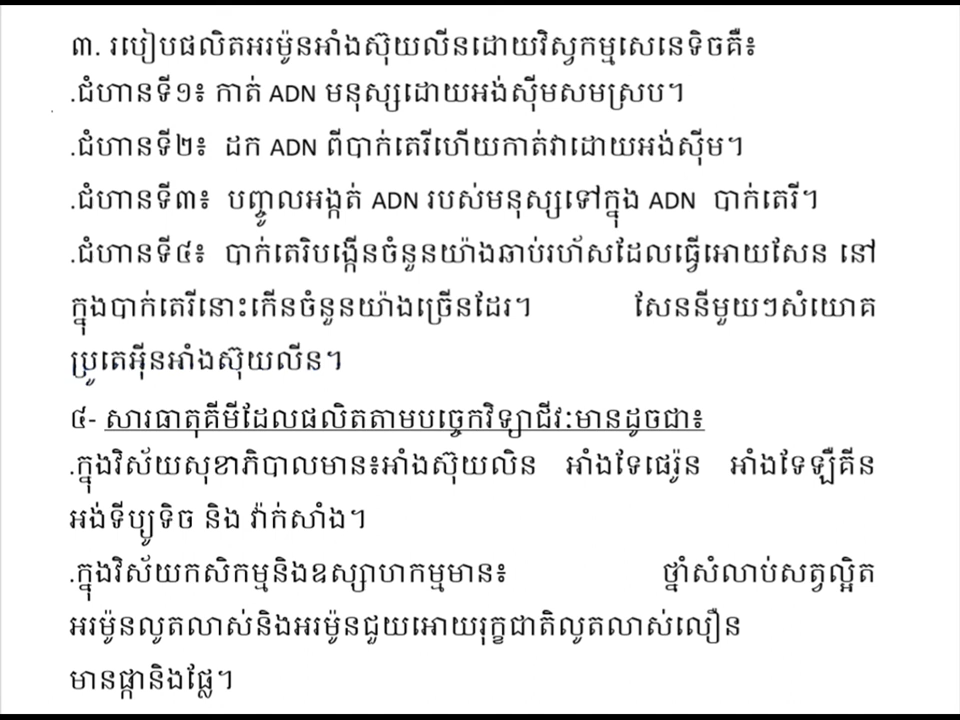 ៣. របៀបផលិតអរម៉ូនអាំងស៊ុយលីនដោយវិស្វកម្មសេនេទិចគឺ៖
.ជំហានទី១៖ កាត់ ADN មនុស្សដោយអង់ស៊ីមសមស្រប។
.ជំហានទី២៖ ដក ADN ពីបាក់តេរីហើយកាត់វាដោយអង់ស៊ីម។
.ជំហានទី៣៖ បញ្ចូលអង្កត់ ADN របស់មនុស្សទៅក្នុង ADN បាក់តេរី។
.ជំហានទី៤៖ បាក់តេរិបង្កើនចំនួនយ៉ាងឆាប់រហ័សដែលធ្វើអោយសែន នៅ
ក្នុងបាក់តេរីនោះកើនចំនួនយ៉ាងច្រើនដែរ។ សែននីមួយៗសំយោគ
ប្រូតេអ៊ីនអាំងស៊ុយលីន។
៤- សារធាតុគីមីដែលផលិតតាមបច្ចេកវិទ្យាជីវៈមានដូចជា៖
.ក្នុងវិស័យសុខាភិបាលមាន៖អាំងស៊ុយលិន អាំងទែផេរ៉ូន អាំងទែឡឺគីន
អង់ទីប្យូទិច និង វ៉ាក់សាំង។
.ក្នុងវិស័យកសិកម្មនិងឧស្សាហកម្មមាន៖ ថ្នាំសំលាប់សត្វល្អិត
អរម៉ូនលូតលាស់និងអរម៉ូនជួយអោយរុក្ខជាតិលូតលាស់លឿន
មានផ្កានិងផ្លែ។